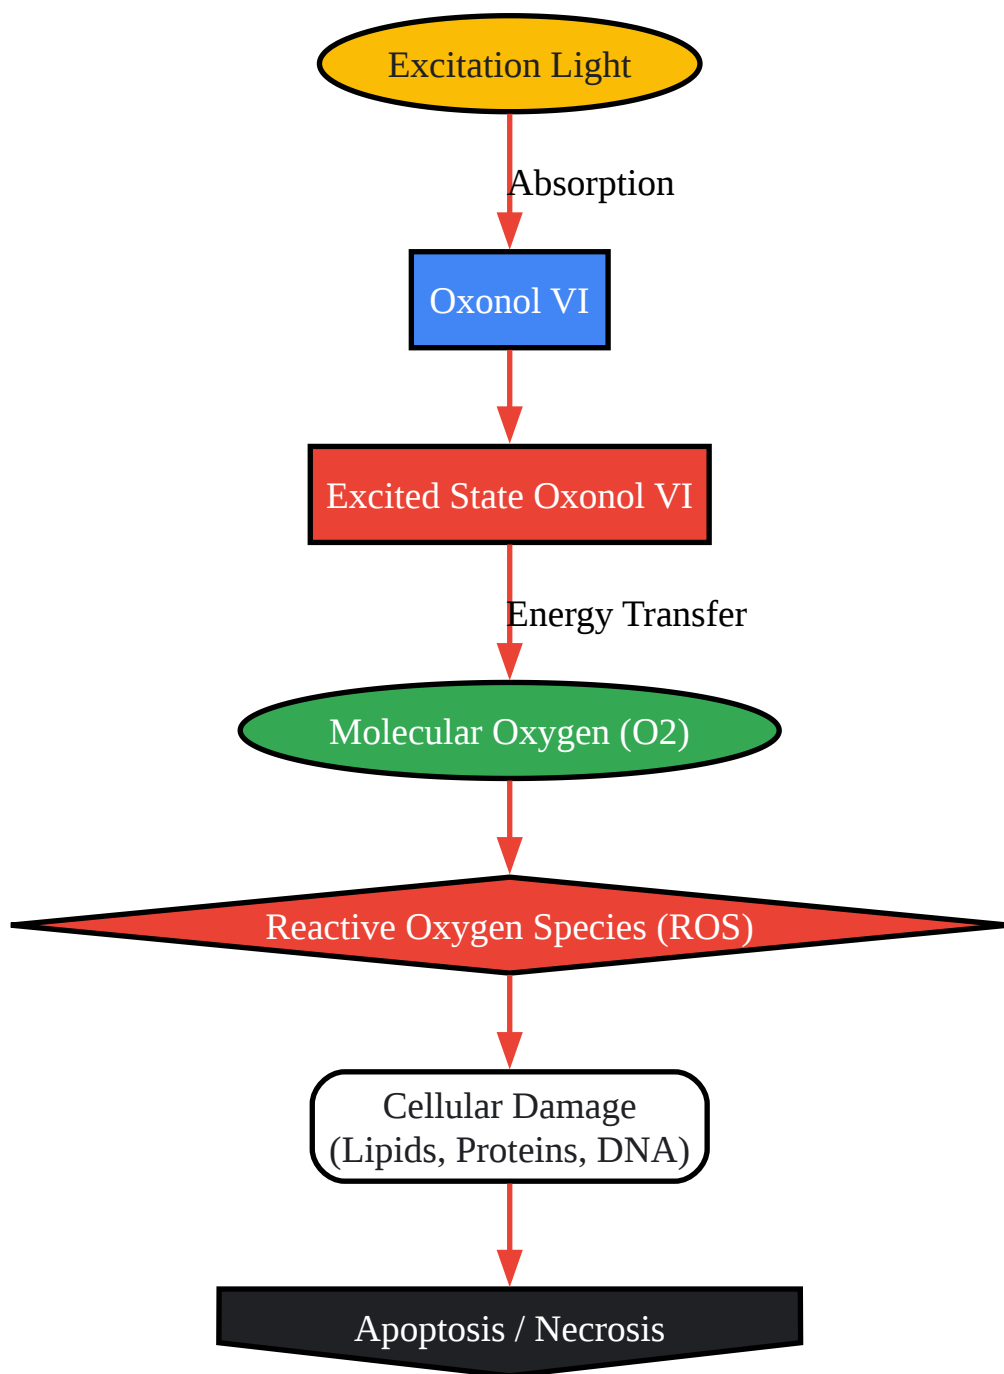 Excitation Light
Absorption
Oxonol VI
Excited State Oxonol VI
Energy Transfer
Molecular Oxygen (O2)
Reactive Oxygen Species (ROS)
Cellular Damage
(Lipids, Proteins, DNA)
Apoptosis / Necrosis